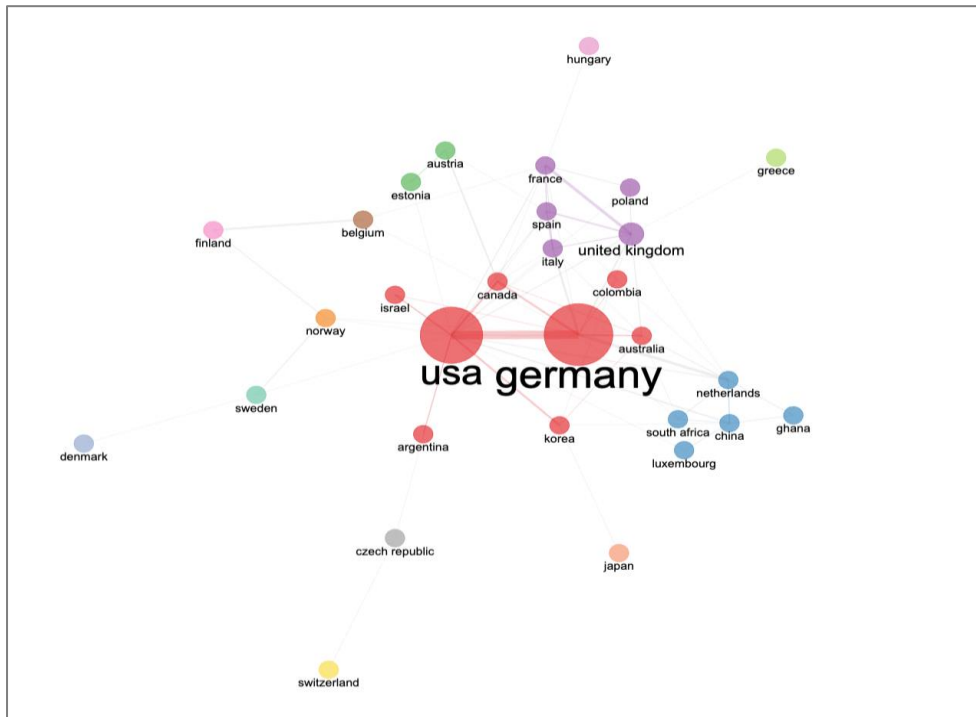 hungary
austria
france
greece
estonia
poland
spain
belgium
finland
italy
united kingdom
canada
colombia
israel
norway
australia
usa
germany
netherlands
sweden
ghana
south africa
china
argentina
korea
denmark
luxembourg
czech republic
japan
switzerland